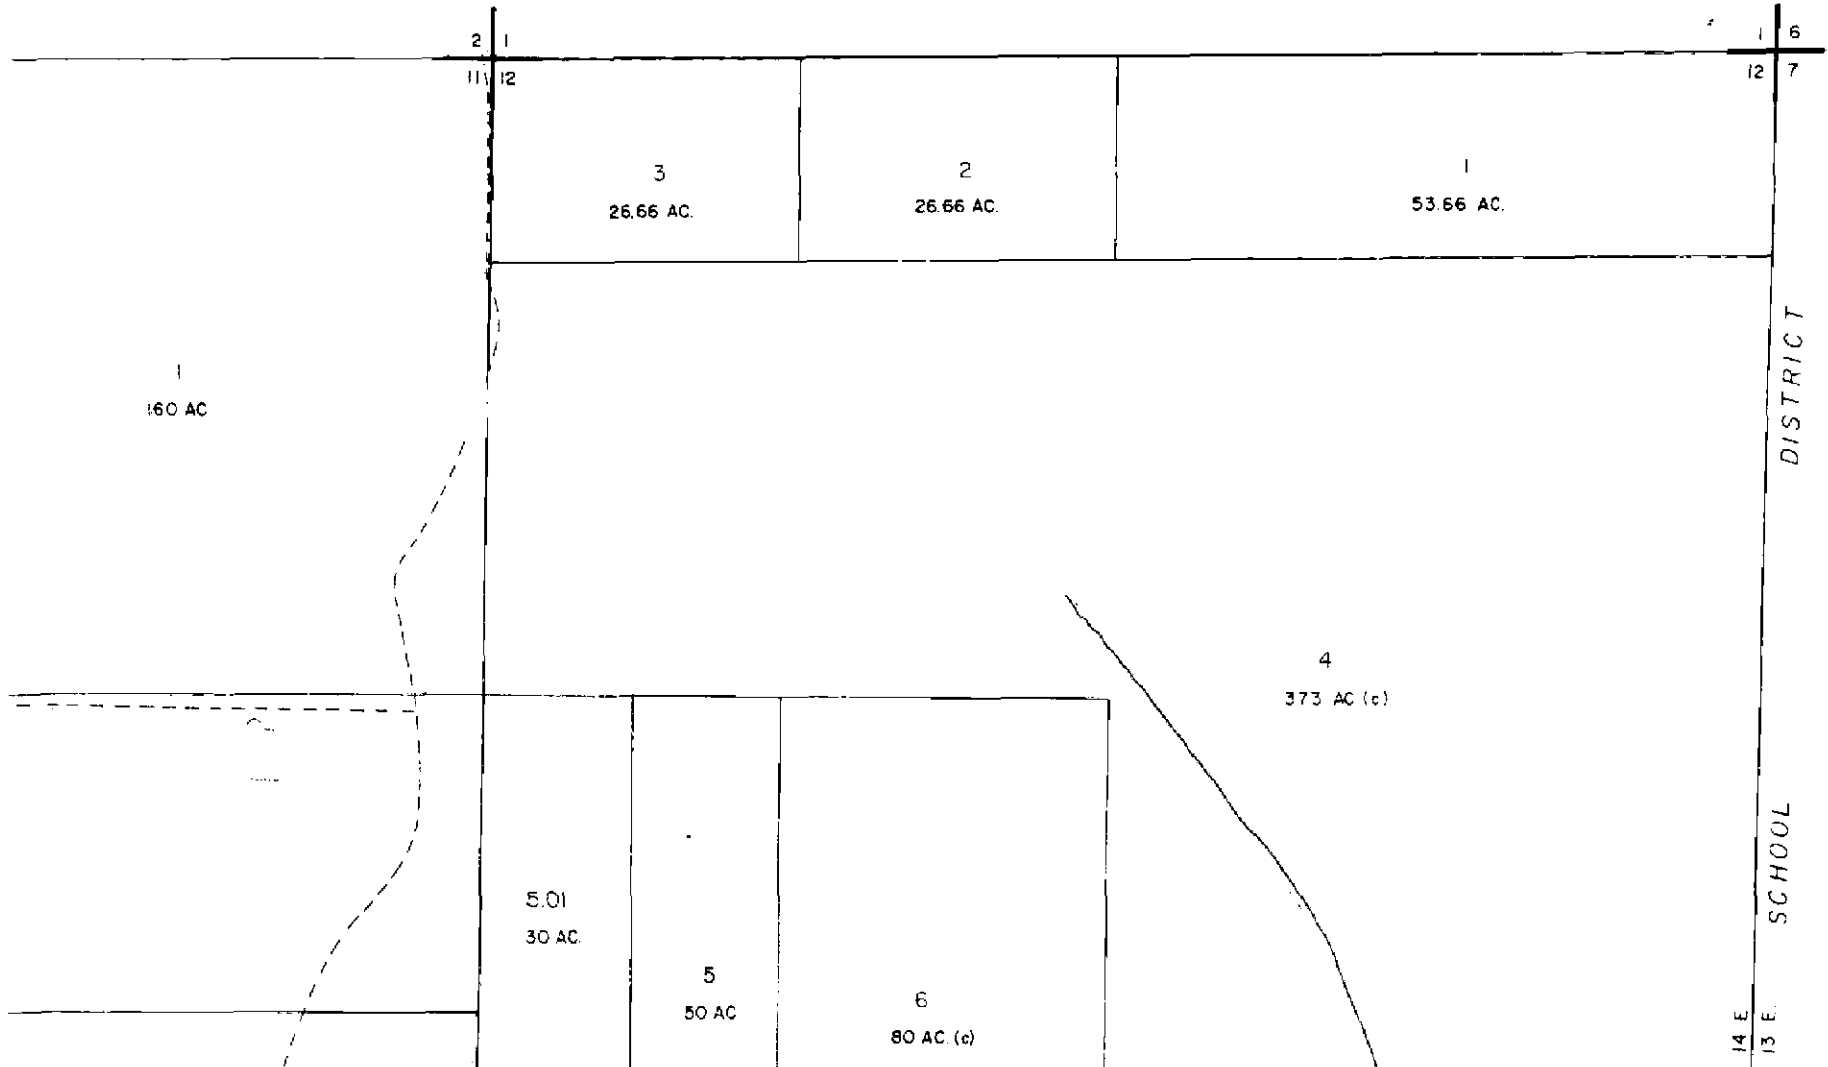 2 1
1 6
11 12
12 7
3
26.66 AC.
2
26.66 AC.
1
53.66 AC.
1
160 AC
DISTRICT
4
373 AC (c)
SCHOOL
5.01
30 AC.
5
50 AC
6
80 AC. (c)
14 E.
13 E.